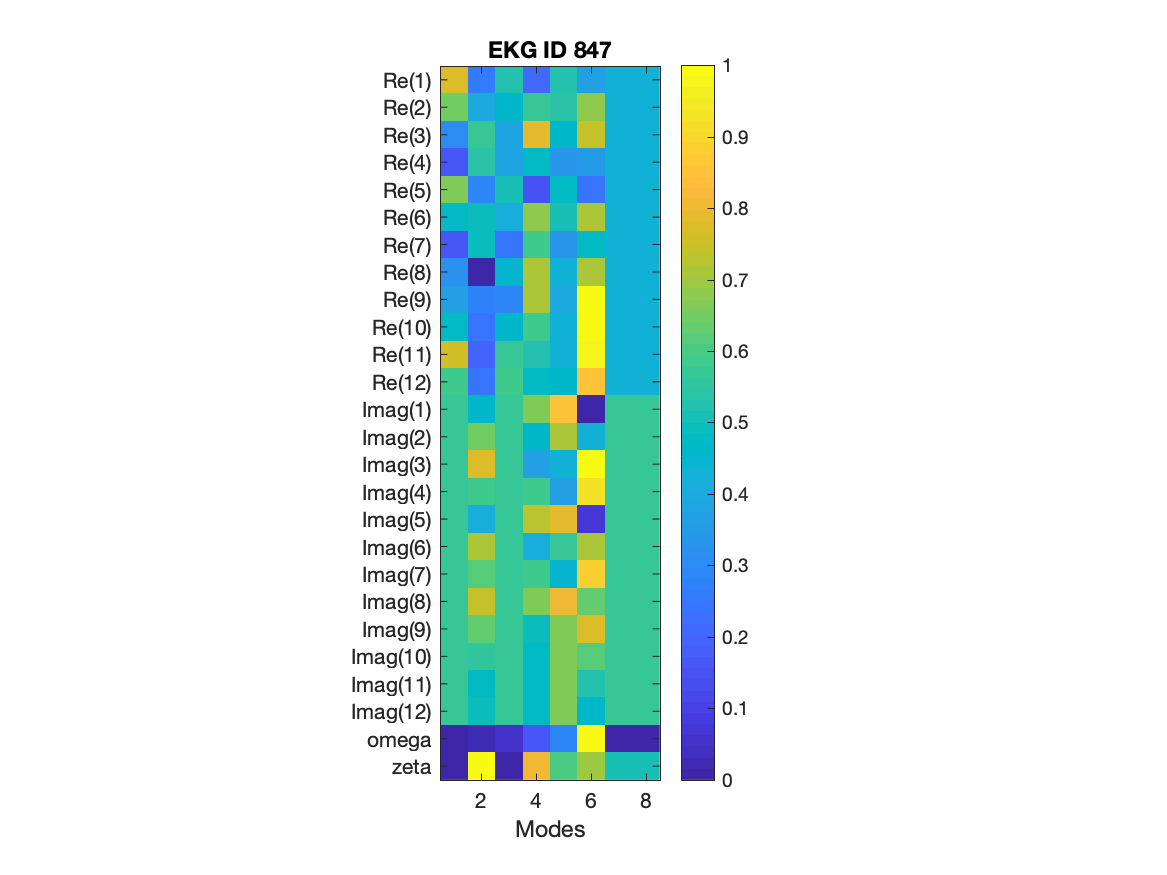 EKG ID 847
Re(1)
Re(2)
Re(3)
Re(4)
Re(5)
Re(6)
Re(7)
Re(8)
Re(9)
Re(10)
Re(11)
Re(12)
Imag(1)
Imag(2)
Imag(3)
Imag(4)
Imag(5)
Imag(6)
Imag(7)
Imag(8)
Imag(9)
Imag(10)
Imag(11)
Imag(12)
omega
zeta
2 4 6 8
Modes
1
0.9
0.8
0.7
0.6
0.5
0.4
0.3
0.2
0.1
0